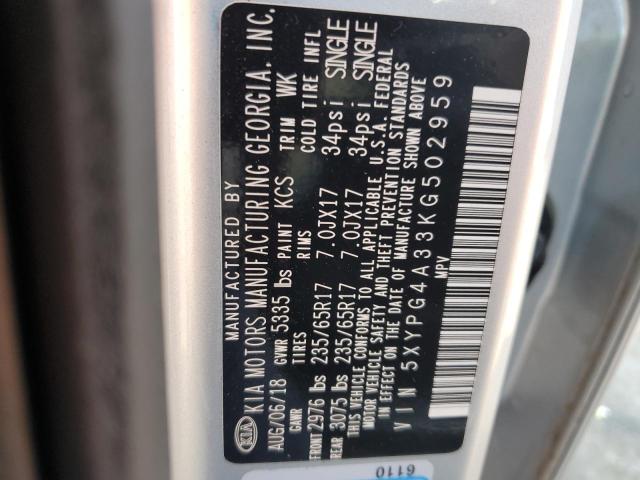 MANUFACTURED BY
KIA KIA MOTORS MANUFACTURING GEORGIA, INC.
AUG/06/18 GVWR 5335 lbs PAINT KCS TRIM WK
GAWR TIRES RIMS COLD TIRE INFL
FRONT 2976 lbs 235/65R17 7.0JX17 34psi SINGLE
REAR 3075 lbs 235/65R17 7.0JX17 34psi SINGLE
THIS VEHICLE CONFORMS TO ALL APPLICABLE U.S.A. FEDERAL
MOTOR VEHICLE SAFETY AND THEFT PREVENTION STANDARDS
IN EFFECT ON THE DATE OF MANUFACTURE SHOWN ABOVE
VIN 5XYPG4A33KG502959
MPV
6110